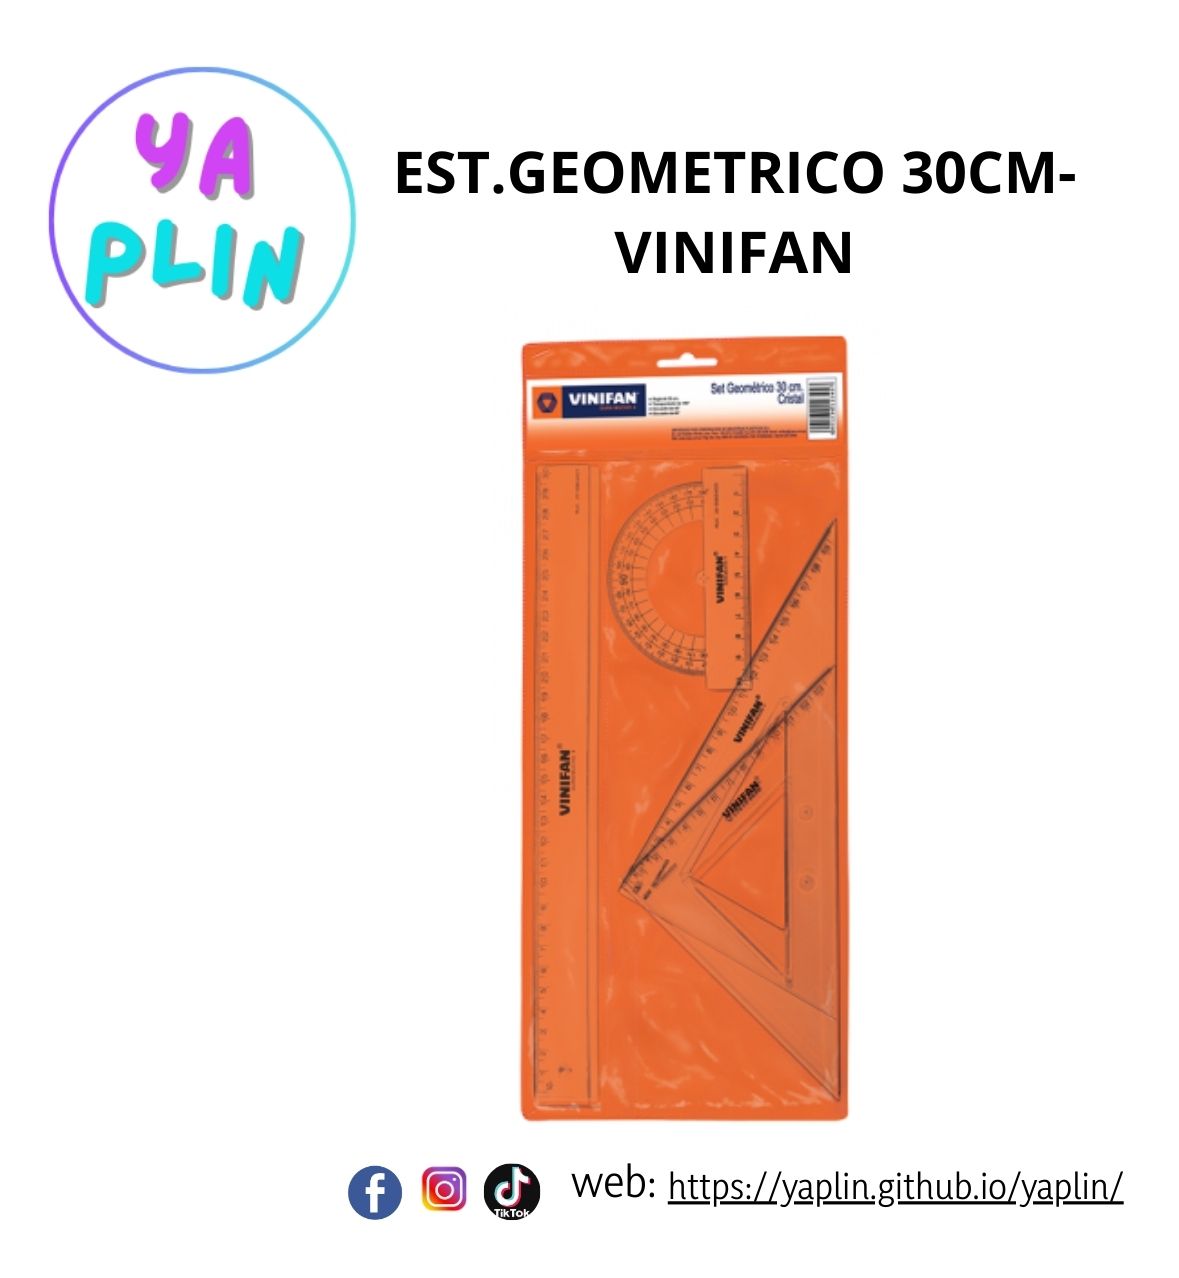 YA
PLIN
EST.GEOMETRICO 30CM-
VINIFAN
VINIFAN
Set Geométrico 30 cm.
Cristal
VINIFAN
VINIFAN
VINIFAN
VINIFAN
TikTok
web: https://yaplin.github.io/yaplin/